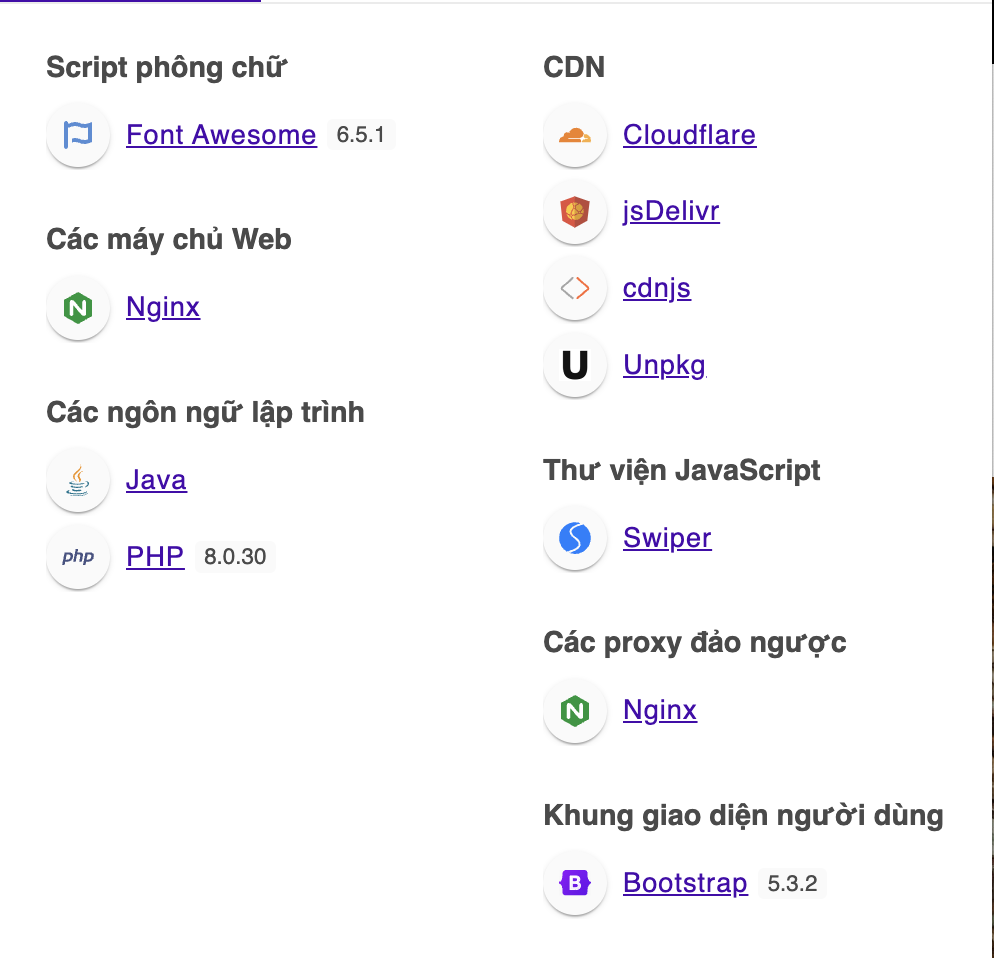 Script phông chữ
Font Awesome 6.5.1
Các máy chủ Web
Nginx
Các ngôn ngữ lập trình
Java
php PHP 8.0.30
CDN
Cloudflare
jsDelivr
cdnjs
U Unpkg
Thư viện JavaScript
Swiper
Các proxy đảo ngược
Nginx
Khung giao diện người dùng
B Bootstrap 5.3.2